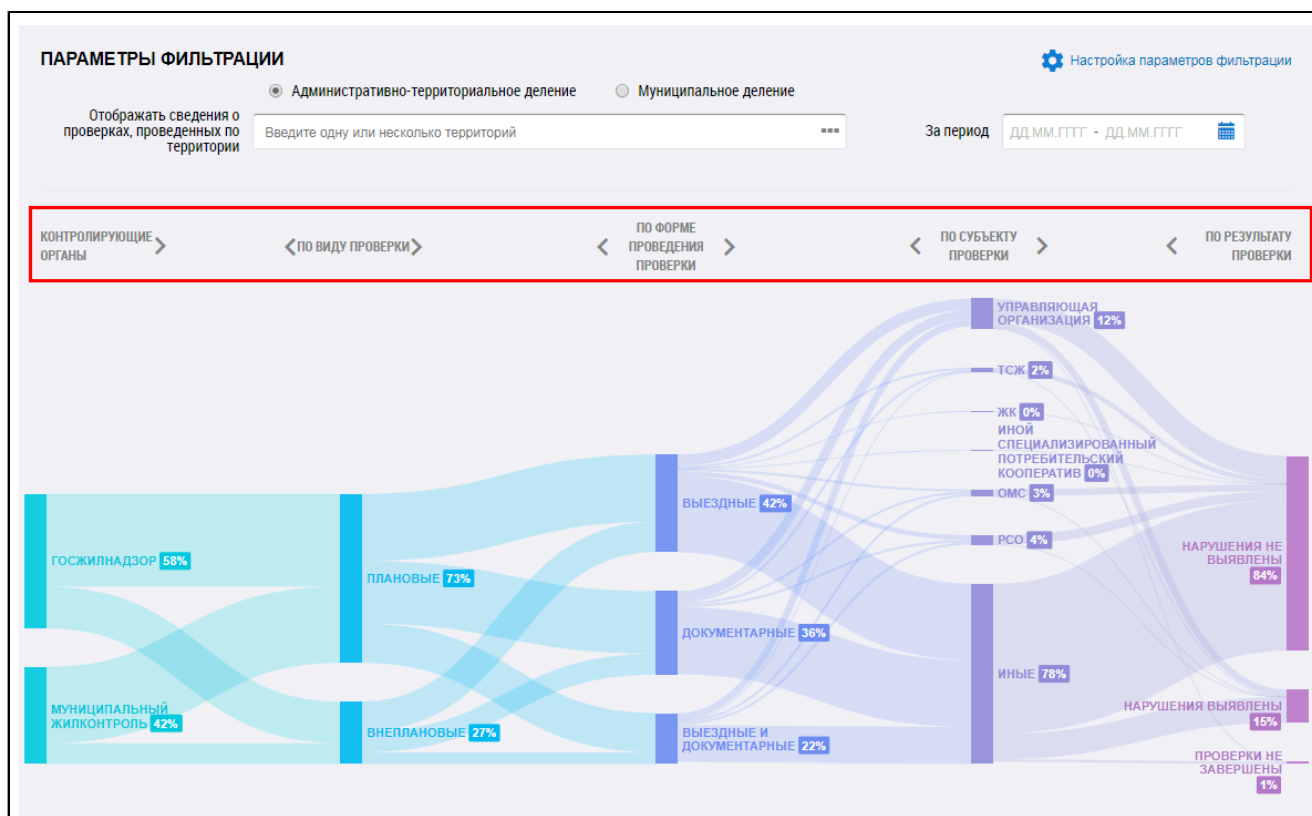 ПАРАМЕТРЫ ФИЛЬТРАЦИИ
Настройка параметров фильтрации
Административно-территориальное деление
Муниципальное деление
Отображать сведения о
проверках, проведенных по
территории
Введите одну или несколько территорий
За период
ДД.ММ.ГГГГ - ДД.ММ.ГГГГ
КОНТРОЛИРУЮЩИЕ
ОРГАНЫ
ПО ВИДУ ПРОВЕРКИ
ПО ФОРМЕ
ПРОВЕДЕНИЯ
ПРОВЕРКИ
ПО СУБЪЕКТУ
ПРОВЕРКИ
ПО РЕЗУЛЬТАТУ
ПРОВЕРКИ
ГОСЖИЛНАДЗОР 58%
МУНИЦИПАЛЬНЫЙ
ЖИЛКОНТРОЛЬ 42%
ПЛАНОВЫЕ 73%
ВНЕПЛАНОВЫЕ 27%
ВЫЕЗДНЫЕ 42%
ДОКУМЕНТАРНЫЕ 36%
ВЫЕЗДНЫЕ И
ДОКУМЕНТАРНЫЕ 22%
УПРАВЛЯЮЩАЯ
ОРГАНИЗАЦИЯ 12%
ТСЖ 2%
ЖК 0%
ИНОЙ
СПЕЦИАЛИЗИРОВАННЫЙ
ПОТРЕБИТЕЛЬСКИЙ
КООПЕРАТИВ 0%
ОМС 3%
РСО 4%
ИНЫЕ 78%
НАРУШЕНИЯ НЕ
ВЫЯВЛЕНЫ
84%
НАРУШЕНИЯ ВЫЯВЛЕНЫ
15%
ПРОВЕРКИ НЕ
ЗАВЕРШЕНЫ
1%